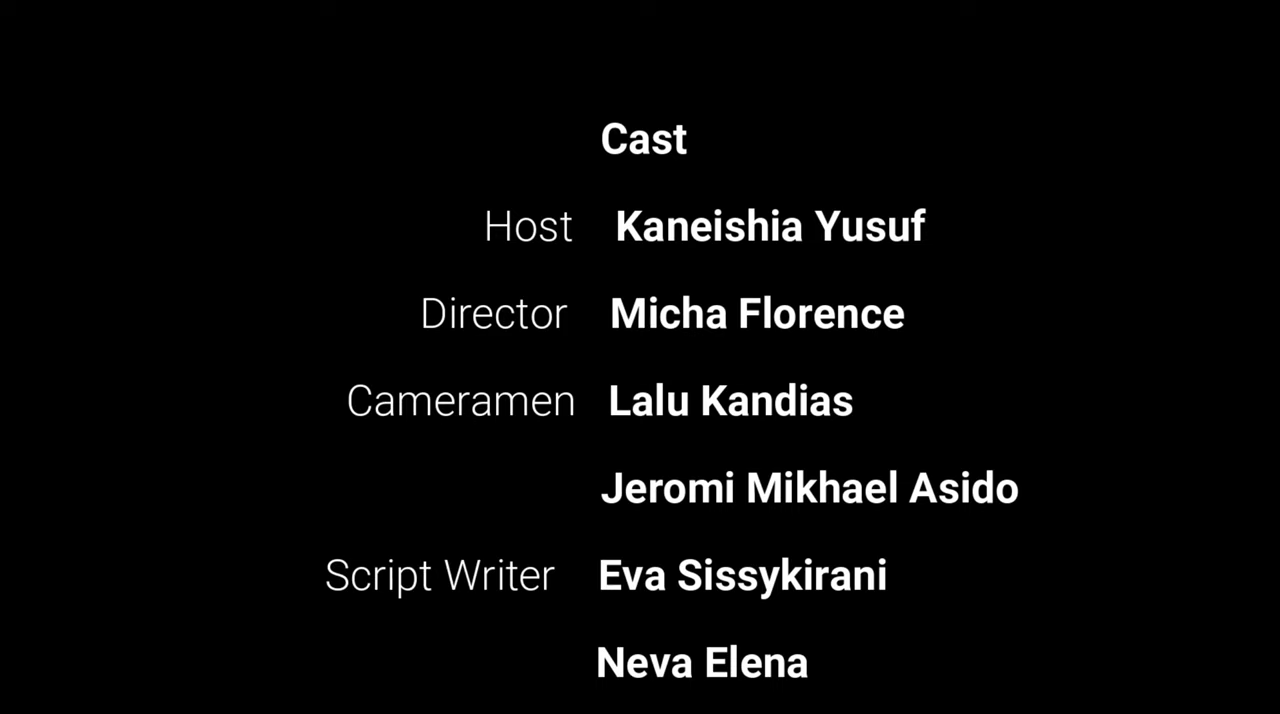 Cast
Host Kaneishia Yusuf
Director Micha Florence
Cameramen Lalu Kandias
Jeromi Mikhael Asido
Script Writer Eva Sissykirani
Neva Elena